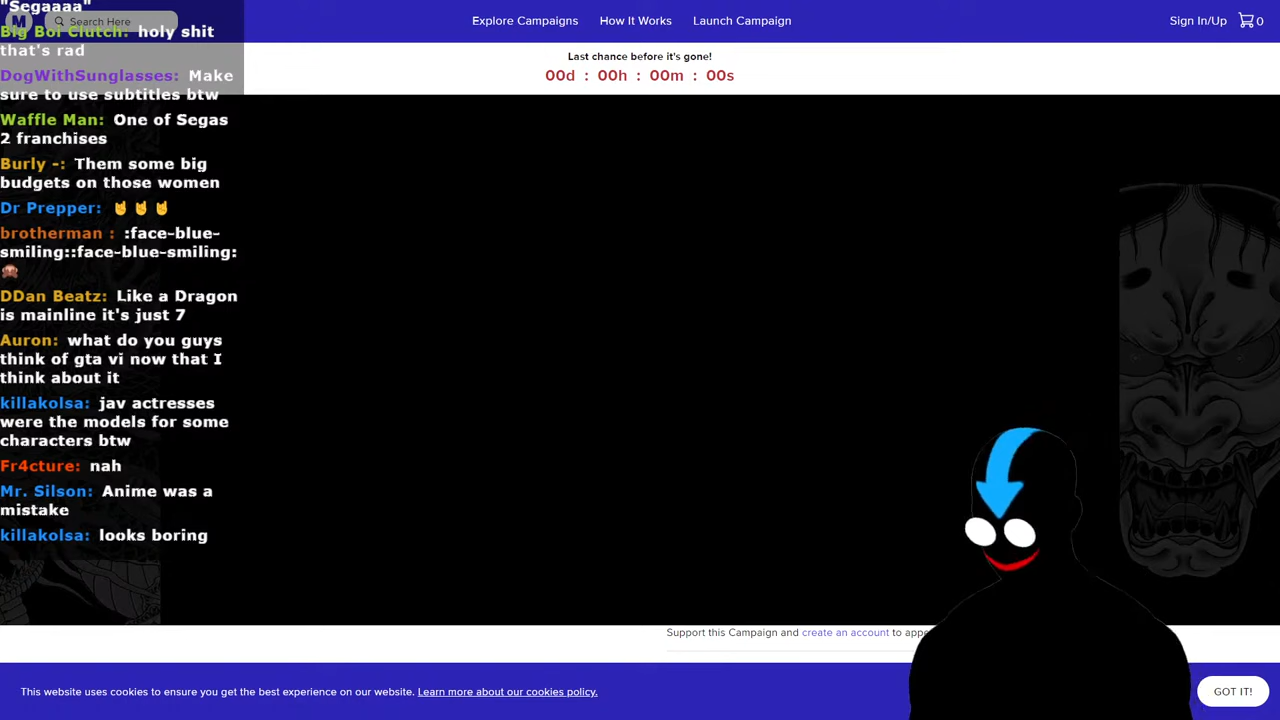 "Segaaaa"
M
Search Here
Explore Campaigns
How It Works
Launch Campaign
Sign In/Up
0
Last chance before it's gone!
00d : 00h : 00m : 00s
Big Boi Clutch: holy shit
that's rad
DogWithSunglasses: Make
sure to use subtitles btw
Waffle Man: One of Segas
2 franchises
Burly -: Them some big
budgets on those women
Dr Prepper: 🤘🤘🤘
brotherman : :face-blue-
smiling::face-blue-smiling:
DDan Beatz: Like a Dragon
is mainline it's just 7
Auron: what do you guys
think of gta vi now that I
think about it
killakolsa: jav actresses
were the models for some
characters btw
Fr4cture: nah
Mr. Silson: Anime was a
mistake
killakolsa: looks boring
Support this Campaign and create an account to
This website uses cookies to ensure you get the best experience on our website. Learn more about our cookies policy.
GOT IT!